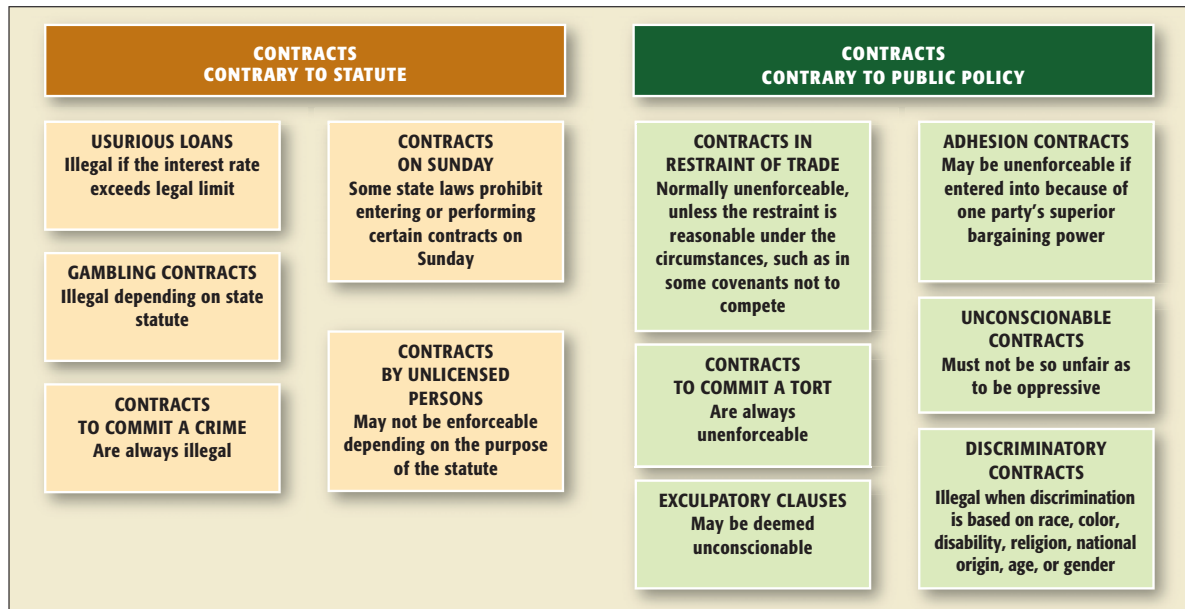 CONTRACTS
CONTRARY TO STATUTE
USURIOUS LOANS
Illegal if the interest rate
exceeds legal limit
GAMBLING CONTRACTS
Illegal depending on state
statute
CONTRACTS
TO COMMIT A CRIME
Are always illegal
CONTRACTS
ON SUNDAY
Some state laws prohibit
entering or performing
certain contracts on
Sunday
CONTRACTS
BY UNLICENSED
PERSONS
May not be enforceable
depending on the purpose
of the statute
CONTRACTS
CONTRARY TO PUBLIC POLICY
CONTRACTS IN
RESTRAINT OF TRADE
Normally unenforceable,
unless the restraint is
reasonable under the
circumstances, such as in
some covenants not to
compete
CONTRACTS
TO COMMIT A TORT
Are always
unenforceable
EXCULPATORY CLAUSES
May be deemed
unconscionable
ADHESION CONTRACTS
May be unenforceable if
entered into because of
one party's superior
bargaining power
UNCONSCIONABLE
CONTRACTS
Must not be so unfair as
to be oppressive
DISCRIMINATORY
CONTRACTS
Illegal when discrimination
is based on race, color,
disability, religion, national
origin, age, or gender